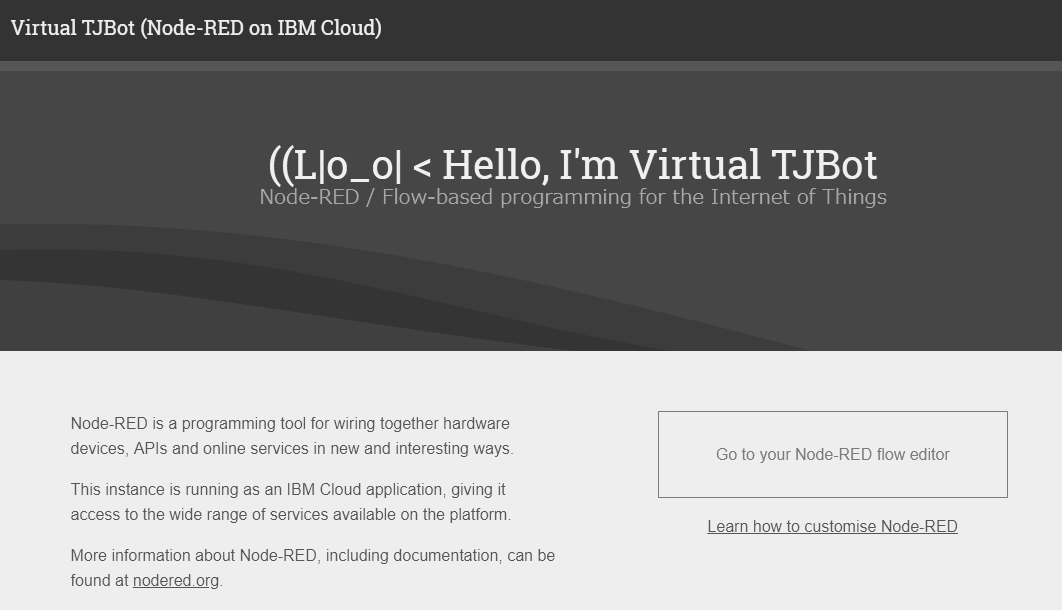 Virtual TJBot (Node-RED on IBM Cloud)
((L|o_o| < Hello, I'm Virtual TJBot
Node-RED / Flow-based programming for the Internet of Things
Node-RED is a programming tool for wiring together hardware
devices, APIs and online services in new and interesting ways.
This instance is running as an IBM Cloud application, giving it
access to the wide range of services available on the platform.
More information about Node-RED, including documentation, can be
found at nodered.org.
Go to your Node-RED flow editor
Learn how to customise Node-RED